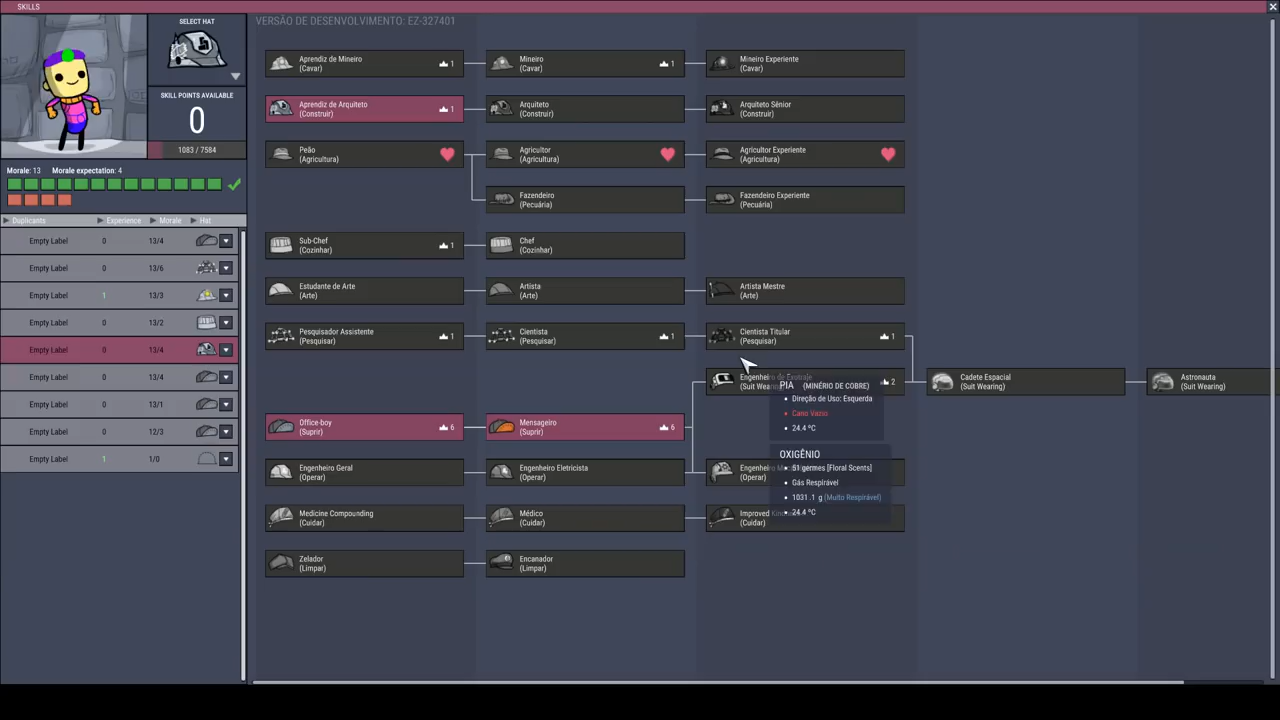 SKILLS
SELECT HAT
SKILL POINTS AVAILABLE
0
1083 / 7584
Morale: 13 Morale expectation: 4
Duplicants Experience Morale Hat
Empty Label 0 13/4
Empty Label 0 13/6
Empty Label 1 13/3
Empty Label 0 13/2
Empty Label 0 13/4
Empty Label 0 13/4
Empty Label 0 13/1
Empty Label 0 12/3
Empty Label 1 1/0
VERSÃO DE DESENVOLVIMENTO: EZ-327401
Aprendiz de Mineiro
(Cavar)
1
Mineiro
(Cavar)
1
Mineiro Experiente
(Cavar)
Aprendiz de Arquiteto
(Construir)
1
Arquiteto
(Construir)
Arquiteto Sênior
(Construir)
Peão
(Agricultura)
Agricultor
(Agricultura)
Agricultor Experiente
(Agricultura)
Fazendeiro
(Pecuária)
Fazendeiro Experiente
(Pecuária)
Sub-Chef
(Cozinhar)
1
Chef
(Cozinhar)
Estudante de Arte
(Arte)
Artista
(Arte)
Artista Mestre
(Arte)
Pesquisador Assistente
(Pesquisar)
1
Cientista
(Pesquisar)
1
Cientista Titular
(Pesquisar)
1
(Suit
2
Cadete Espacial
(Suit Wearing)
Astronauta
(Suit Wearing)
Office-boy
(Suprir)
6
Mensageiro
(Suprir)
6
Engenheiro Geral
(Operar)
Engenheiro Eletricista
(Operar)
(Operar)
Medicine Compounding
(Cuidar)
Médico
(Cuidar)
Improved
(Cuidar)
Zelador
(Limpar)
Encanador
(Limpar)
PIA (MINÉRIO DE COBRE)
Direção de Uso: Esquerda
Cano Vazio
24.4 ºC
OXIGÊNIO
51 germes [Floral Scents]
Gás Respirável
1031.1 g (Muito Respirável)
24.4 ºC